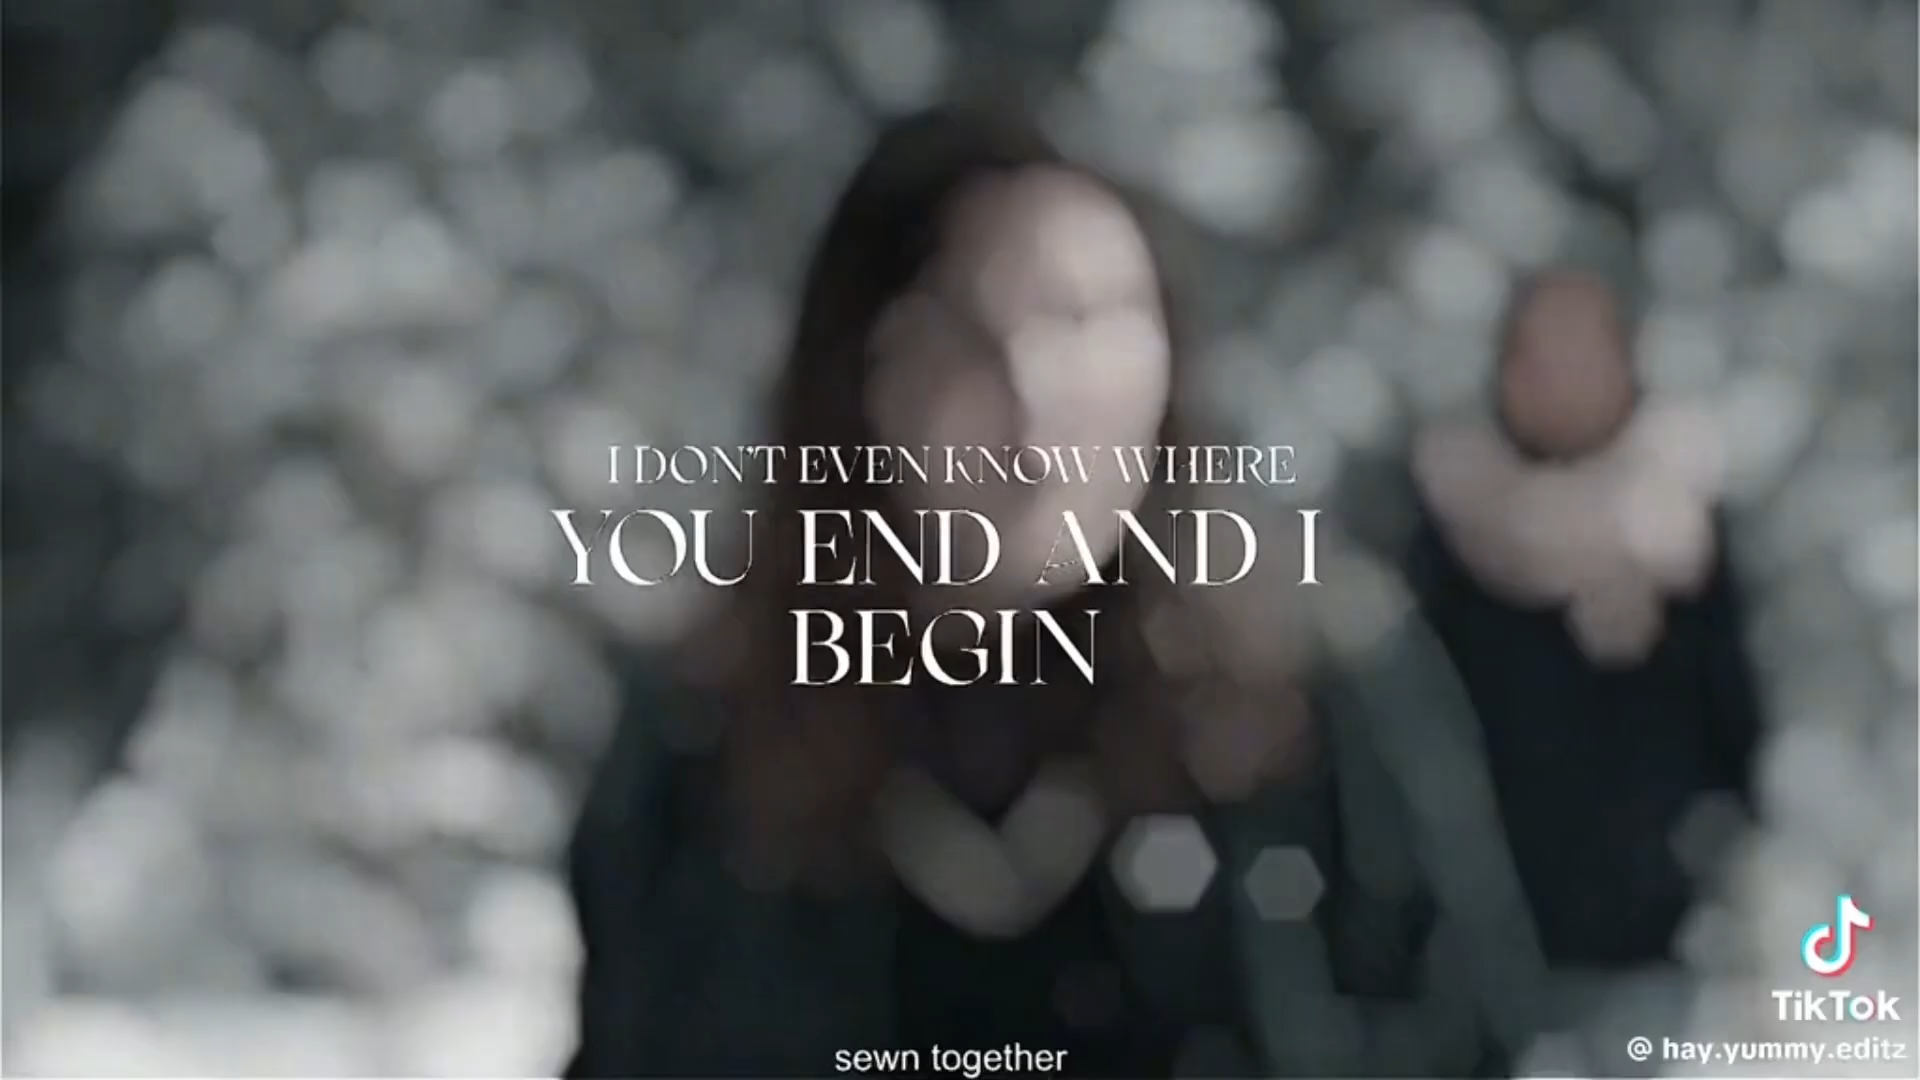 I DON'T EVEN KNOW WHERE
YOU END AND I
BEGIN
sewn together
TikTok
@ hay.yummy.editz